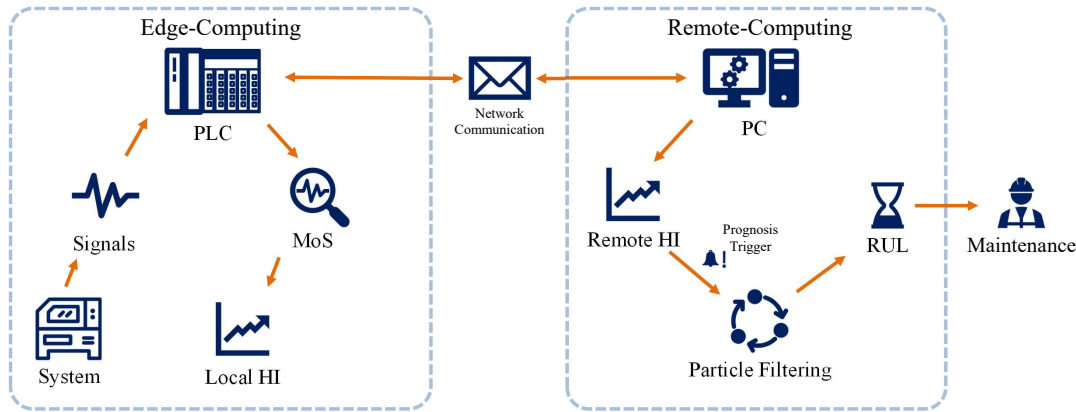 Edge-Computing
PLC
Signals
MoS
System
Local HI
Network
Communication
Remote-Computing
PC
Remote HI
Prognosis
Trigger
!
Particle Filtering
RUL
Maintenance